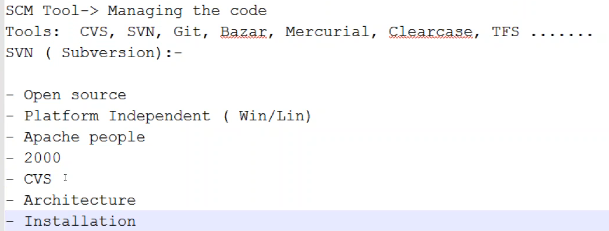 SCM Tool-> Managing the code
Tools:  CVS, SVN, Git, Bazar, Mercurial, Clearcase, TFS .......
SVN ( Subversion):-
- Open source
- Platform Independent ( Win/Lin)
- Apache people
- 2000
- CVS
- Architecture
- Installation